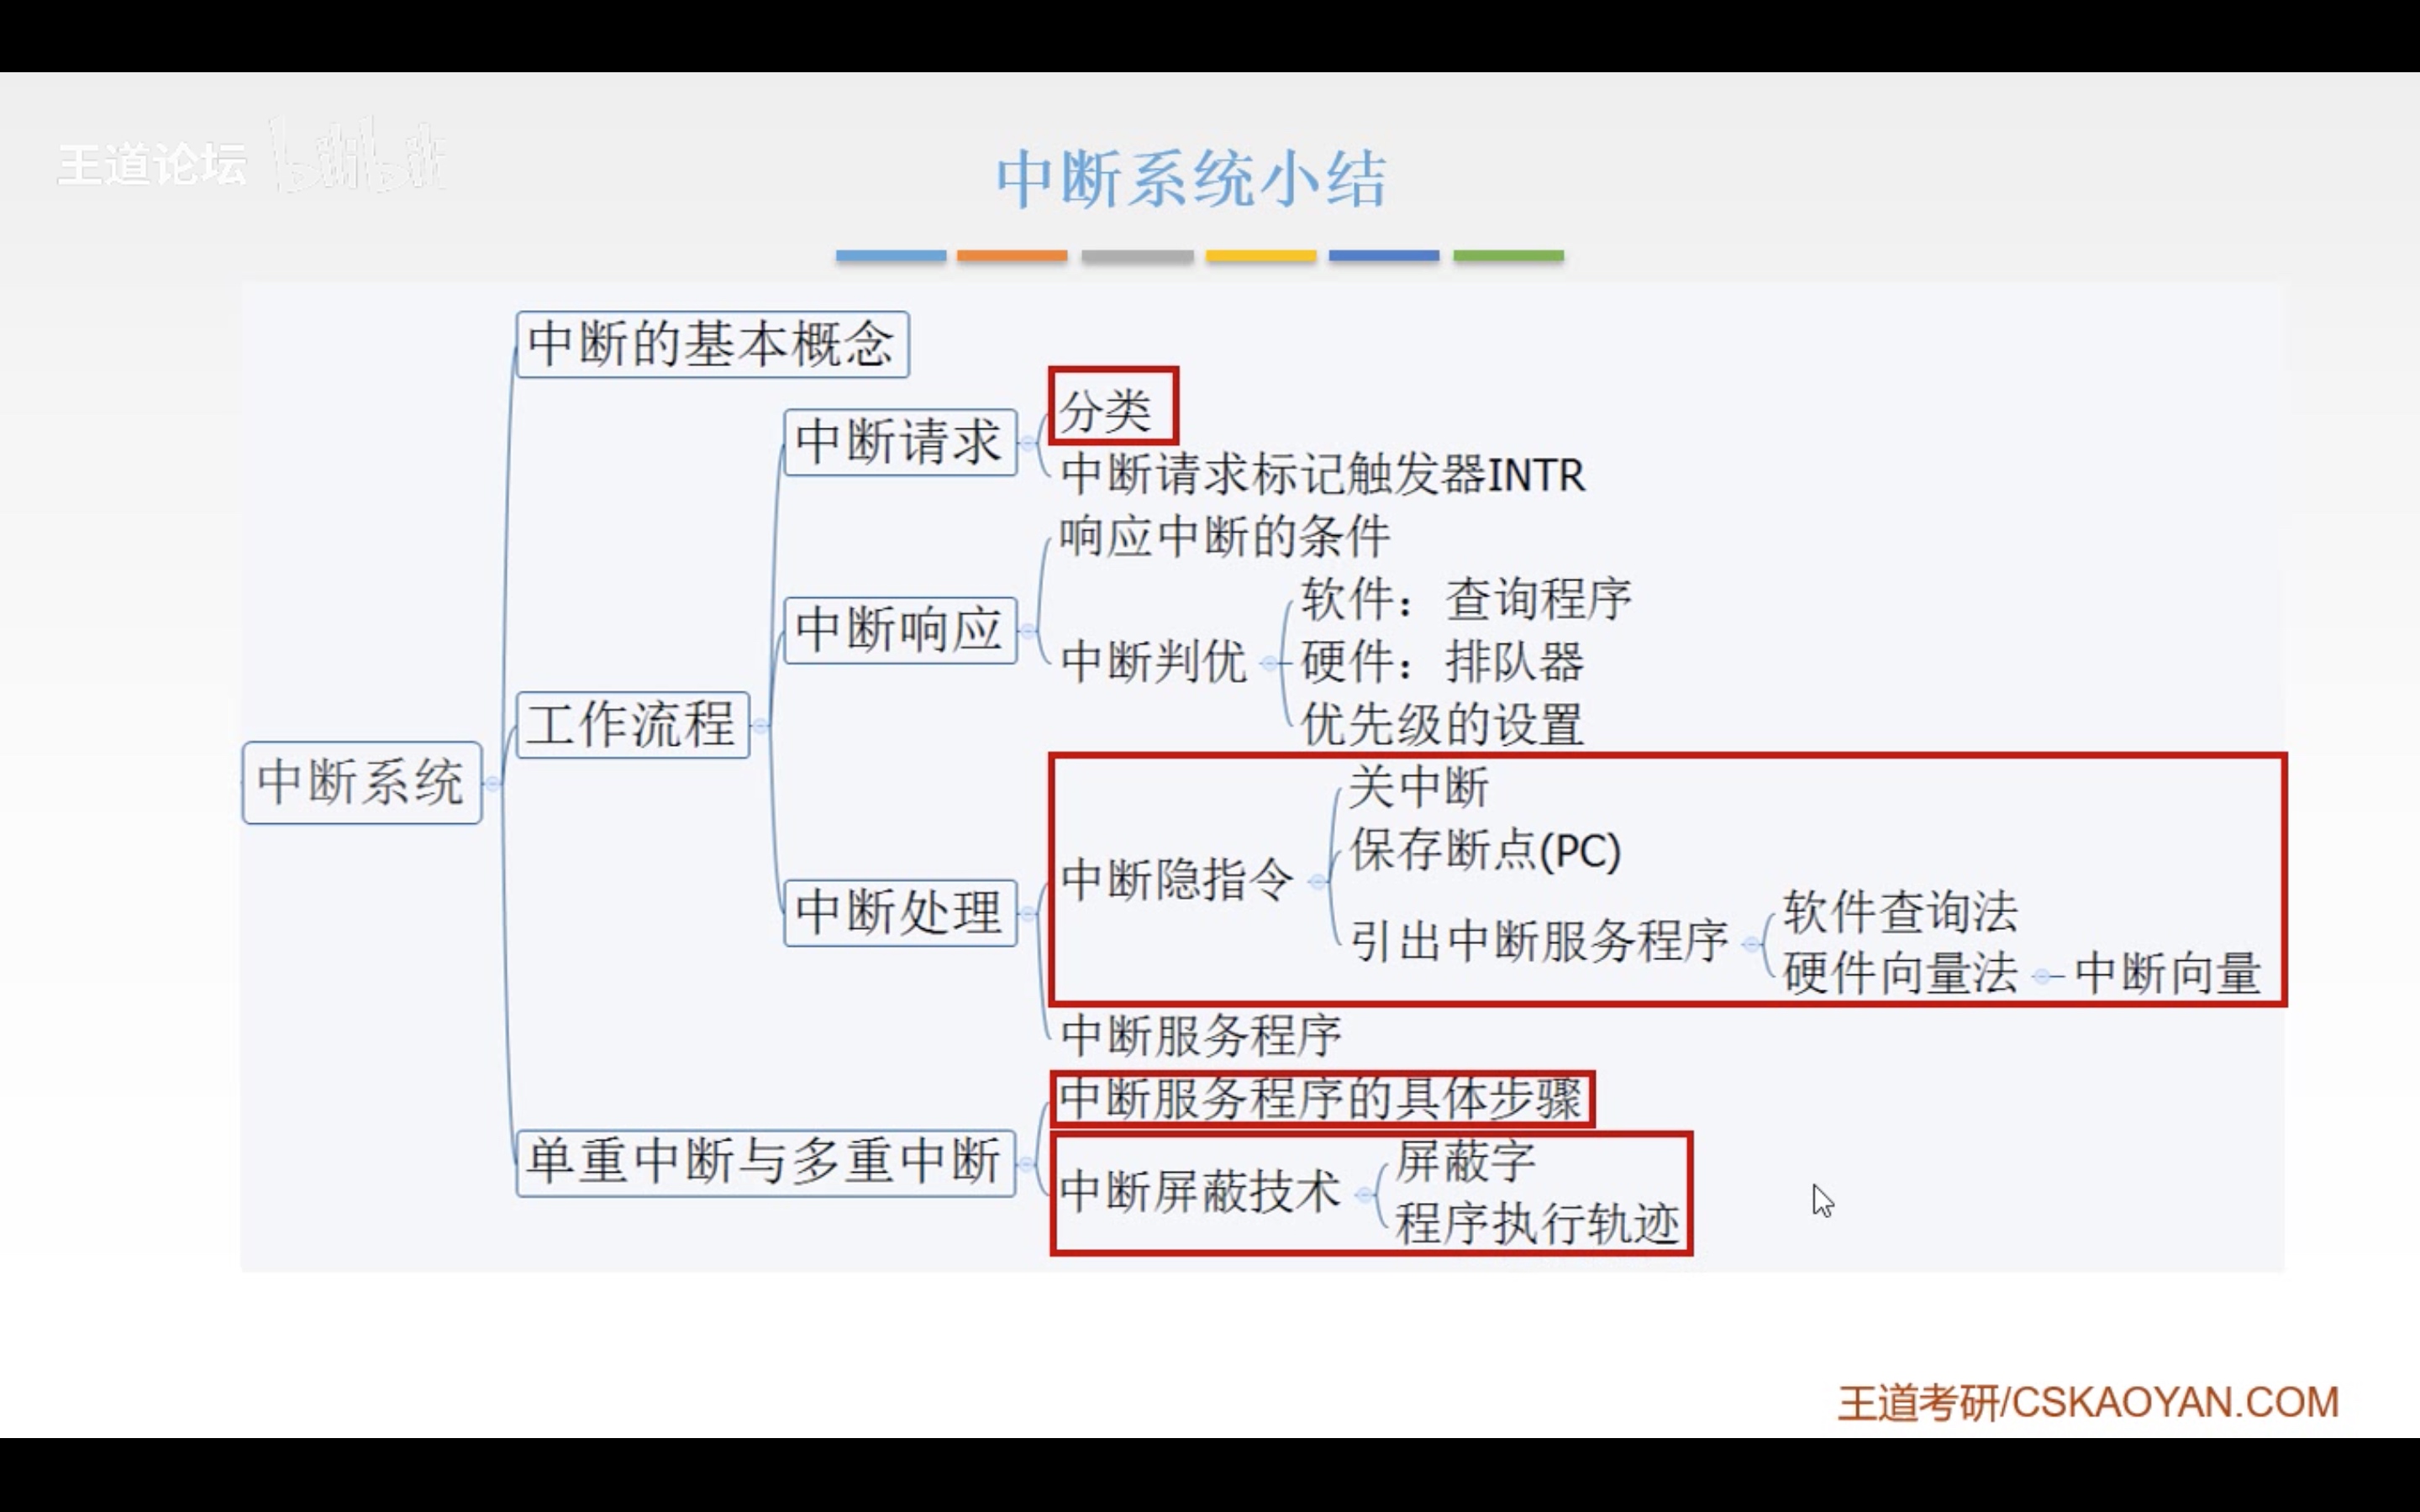 王道论坛 bilibili
中断系统小结
中断的基本概念
分类
中断请求
中断请求标记触发器INTR
响应中断的条件
软件：查询程序
中断响应
中断判优
硬件：排队器
优先级的设置
工作流程
中断系统
关中断
保存断点(PC)
中断隐指令
软件查询法
中断处理
引出中断服务程序
硬件向量法
中断向量
中断服务程序
中断服务程序的具体步骤
单重中断与多重中断
屏蔽字
中断屏蔽技术
程序执行轨迹
王道考研/CSKAOYAN.COM